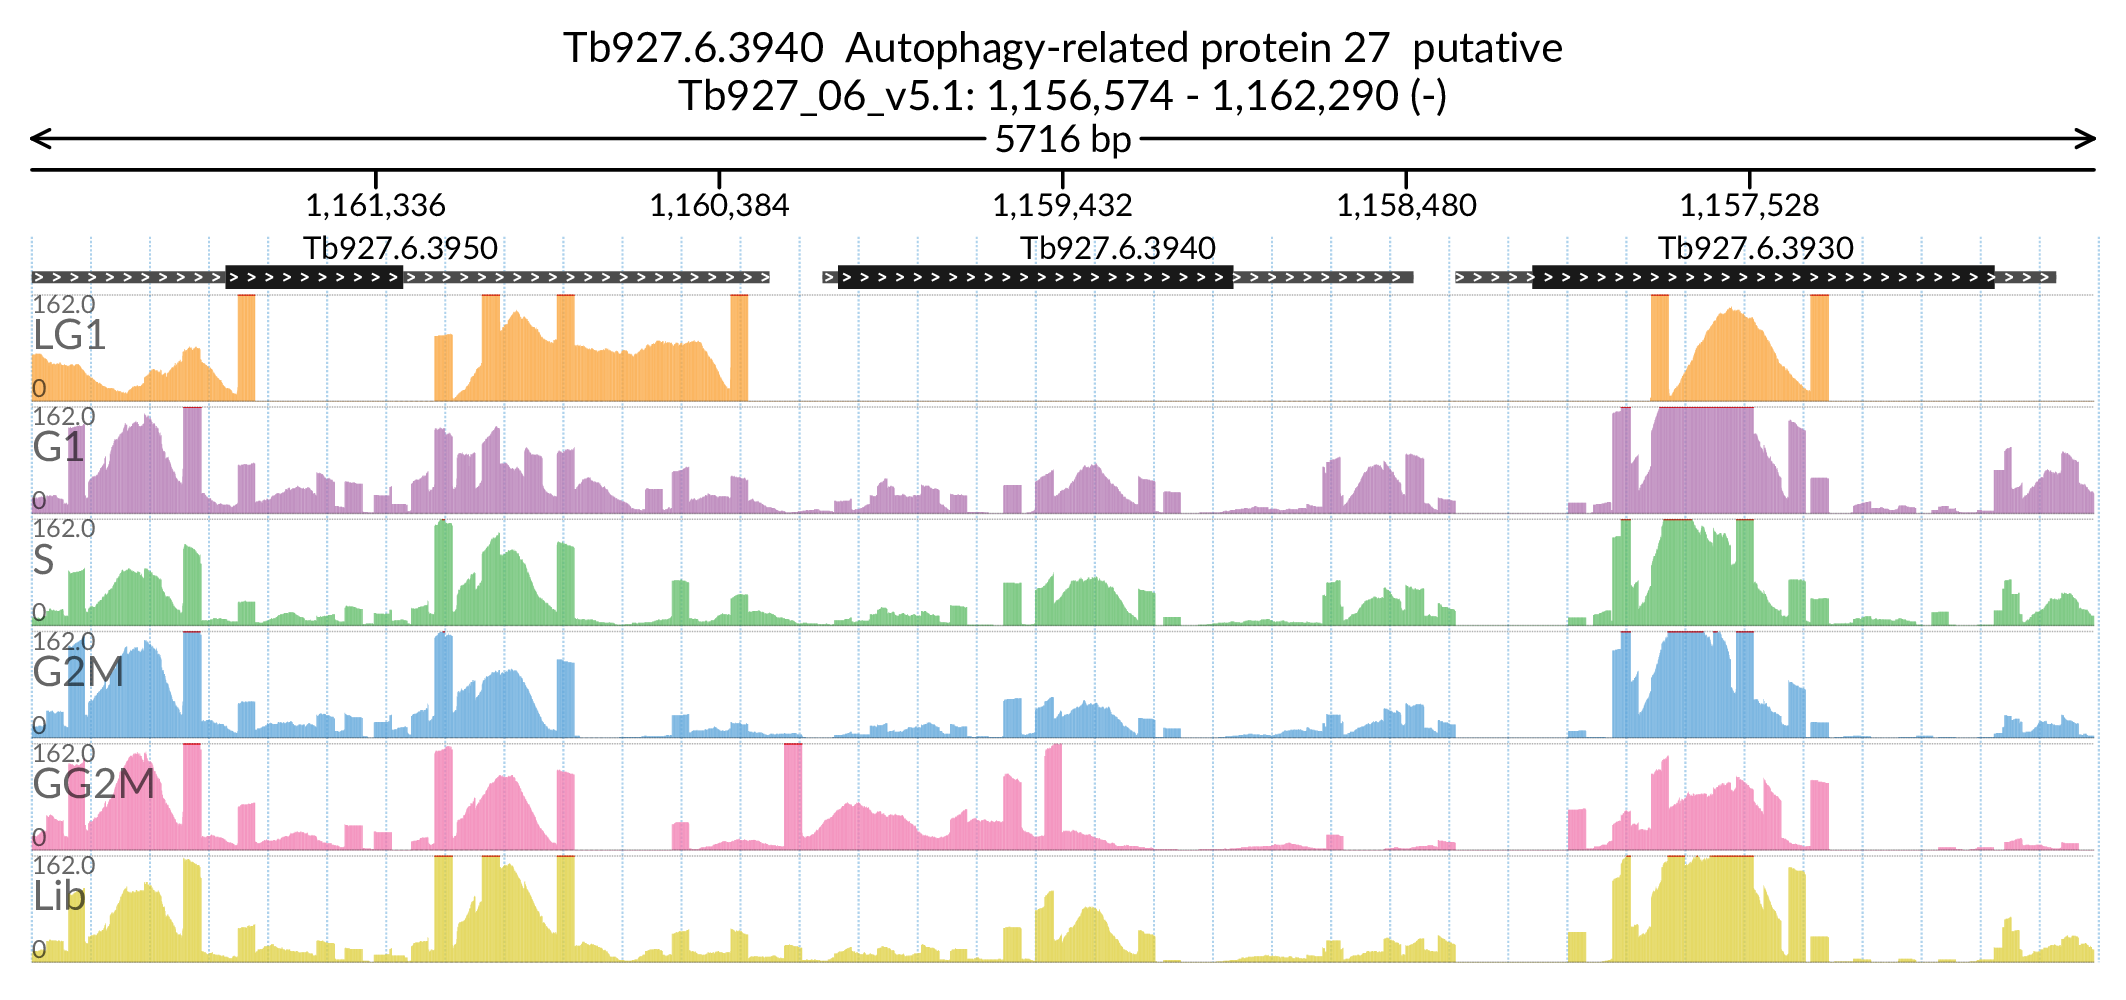 Tb927.6.3940  Autophagy-related protein 27  putative
Tb927_06_v5.1: 1,156,574 - 1,162,290 (-)
5716 bp
1,161,336 1,160,384 1,159,432 1,158,480 1,157,528
Tb927.6.3950 Tb927.6.3940 Tb927.6.3930
162.0
LG1
0
162.0
G1
0
162.0
S
0
162.0
G2M
0
162.0
GG2M
0
162.0
Lib
0